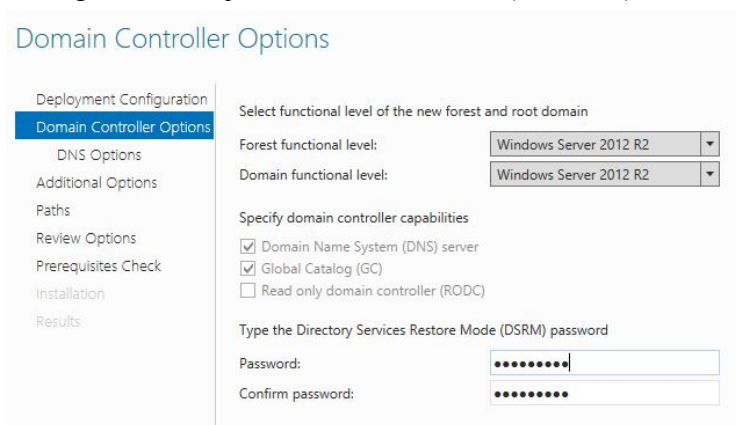 Domain Controller Options
Deployment Configuration
Domain Controller Options
DNS Options
Additional Options
Paths
Review Options
Prerequisites Check
Installation
Results
Select functional level of the new forest and root domain
Forest functional level: Windows Server 2012 R2
Domain functional level: Windows Server 2012 R2
Specify domain controller capabilities
Domain Name System (DNS) server
Global Catalog (GC)
Read only domain controller (RODC)
Type the Directory Services Restore Mode (DSRM) password
Password: •••••••••
Confirm password: •••••••••